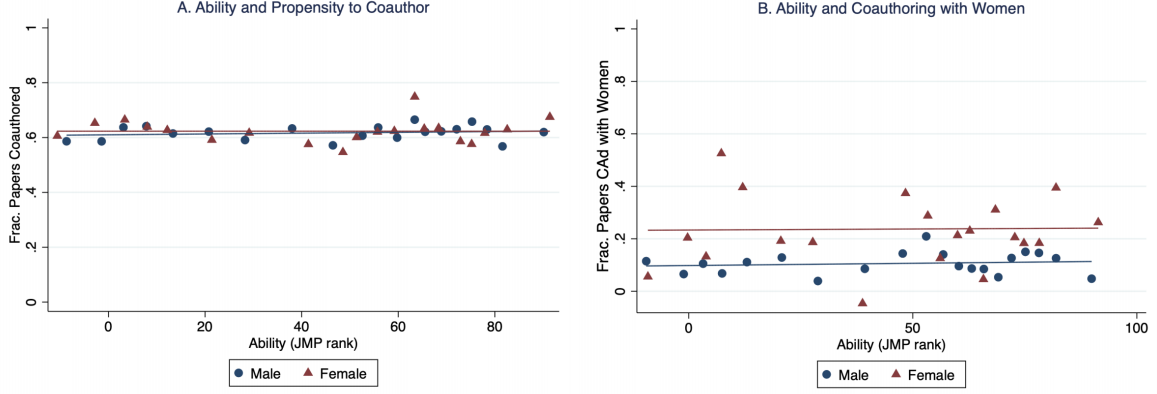 A. Ability and Propensity to Coauthor
Frac. Papers Coauthored
1
.8
.6
.4
.2
0
0 20 40 60 80
Ability (JMP rank)
Male Female
B. Ability and Coauthoring with Women
Frac. Papers CAd with Women
1
.8
.6
.4
.2
0
0 50 100
Ability (JMP rank)
Male Female